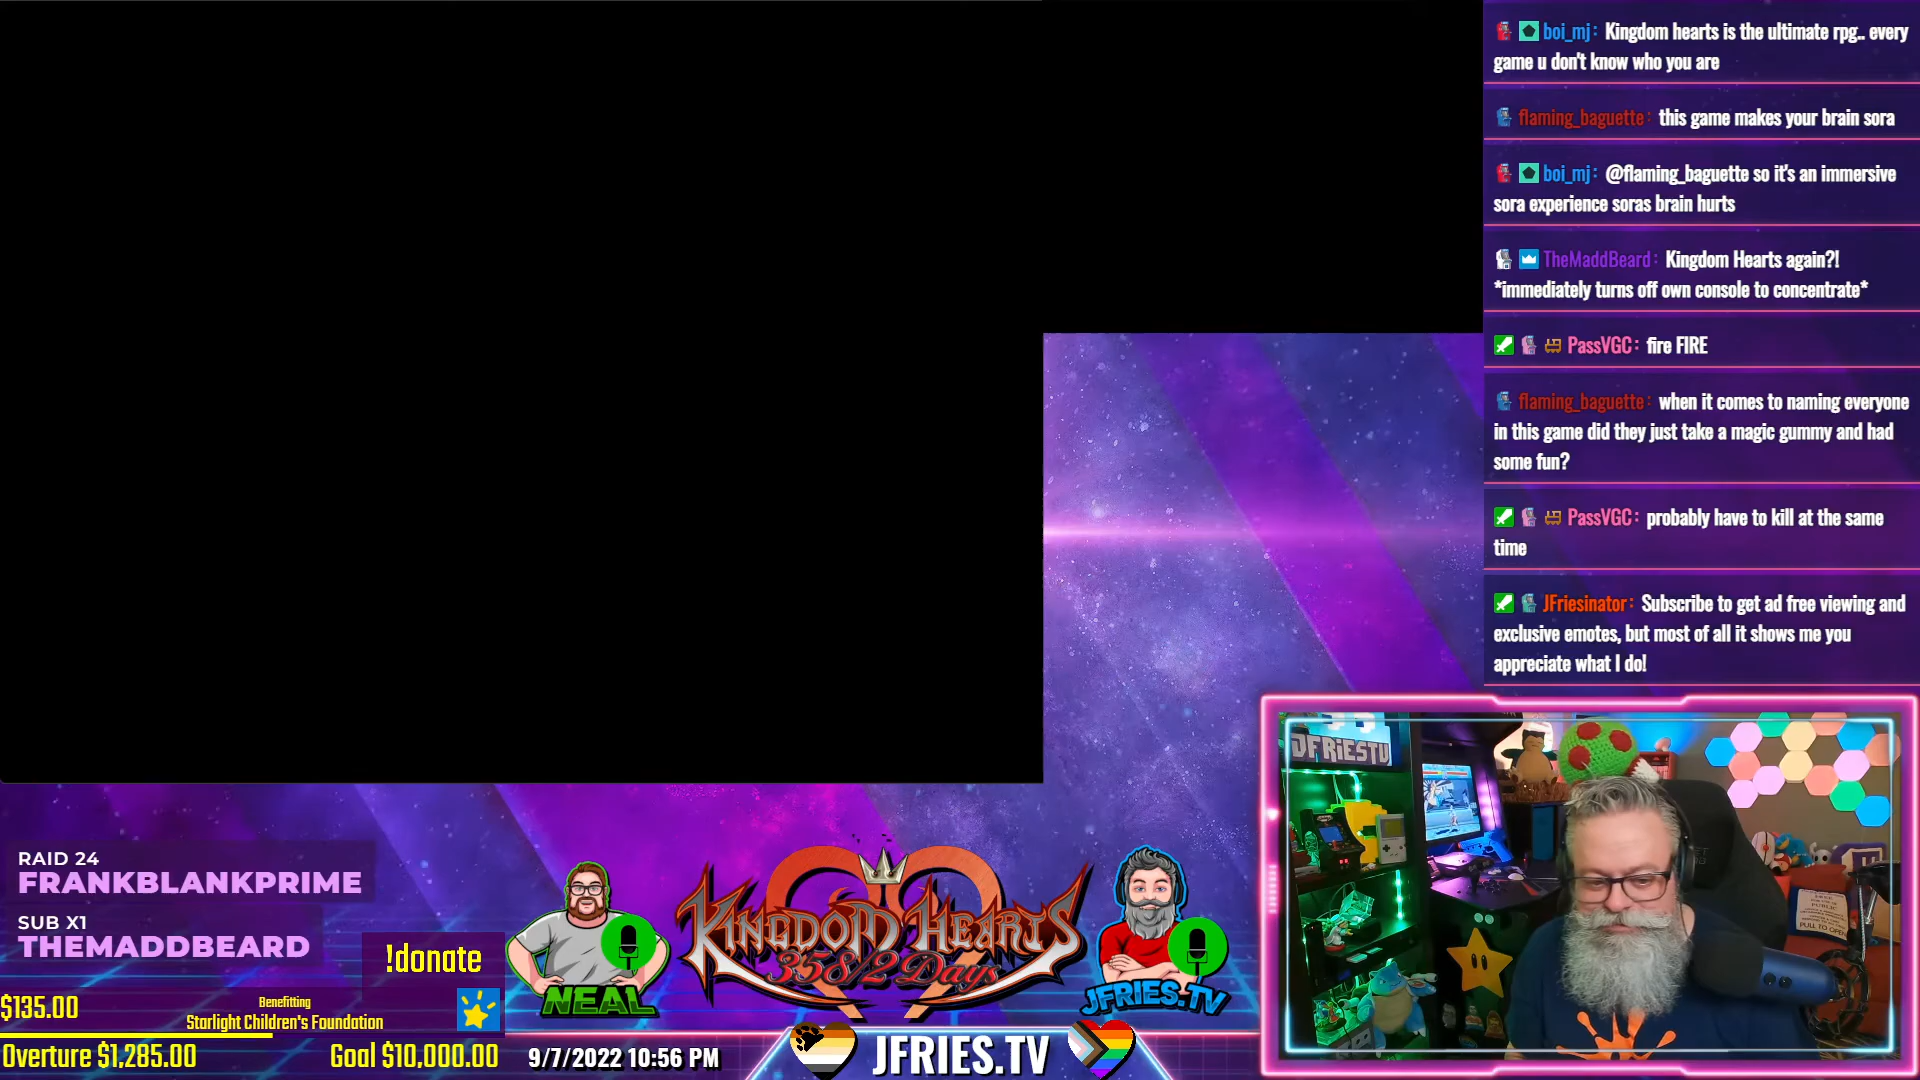 boi_mj: Kingdom hearts is the ultimate rpg.. every
game u don't know who you are
flaming_baguette: this game makes your brain sora
boi_mj: @flaming_baguette so it's an immersive
sora experience soras brain hurts
TheMaddBeard: Kingdom Hearts again?!
*immediately turns off own console to concentrate*
PassVGC: fire FIRE
flaming_baguette: when it comes to naming everyone
in this game did they just take a magic gummy and had
some fun?
PassVGC: probably have to kill at the same
time
JFriesinator: Subscribe to get ad free viewing and
exclusive emotes, but most of all it shows me you
appreciate what I do!
JFRIESTV
PULL TO OPEN
RAID 24
FRANKBLANKPRIME
SUB X1
THEMADDBEARD
!donate
$135.00
Benefitting
Starlight Children's Foundation
Overture $1,285.00
Goal $10,000.00
NEAL
KINGDOM HEARTS
358/2 Days
JFRIES.TV
9/7/2022 10:56 PM
JFRIES.TV